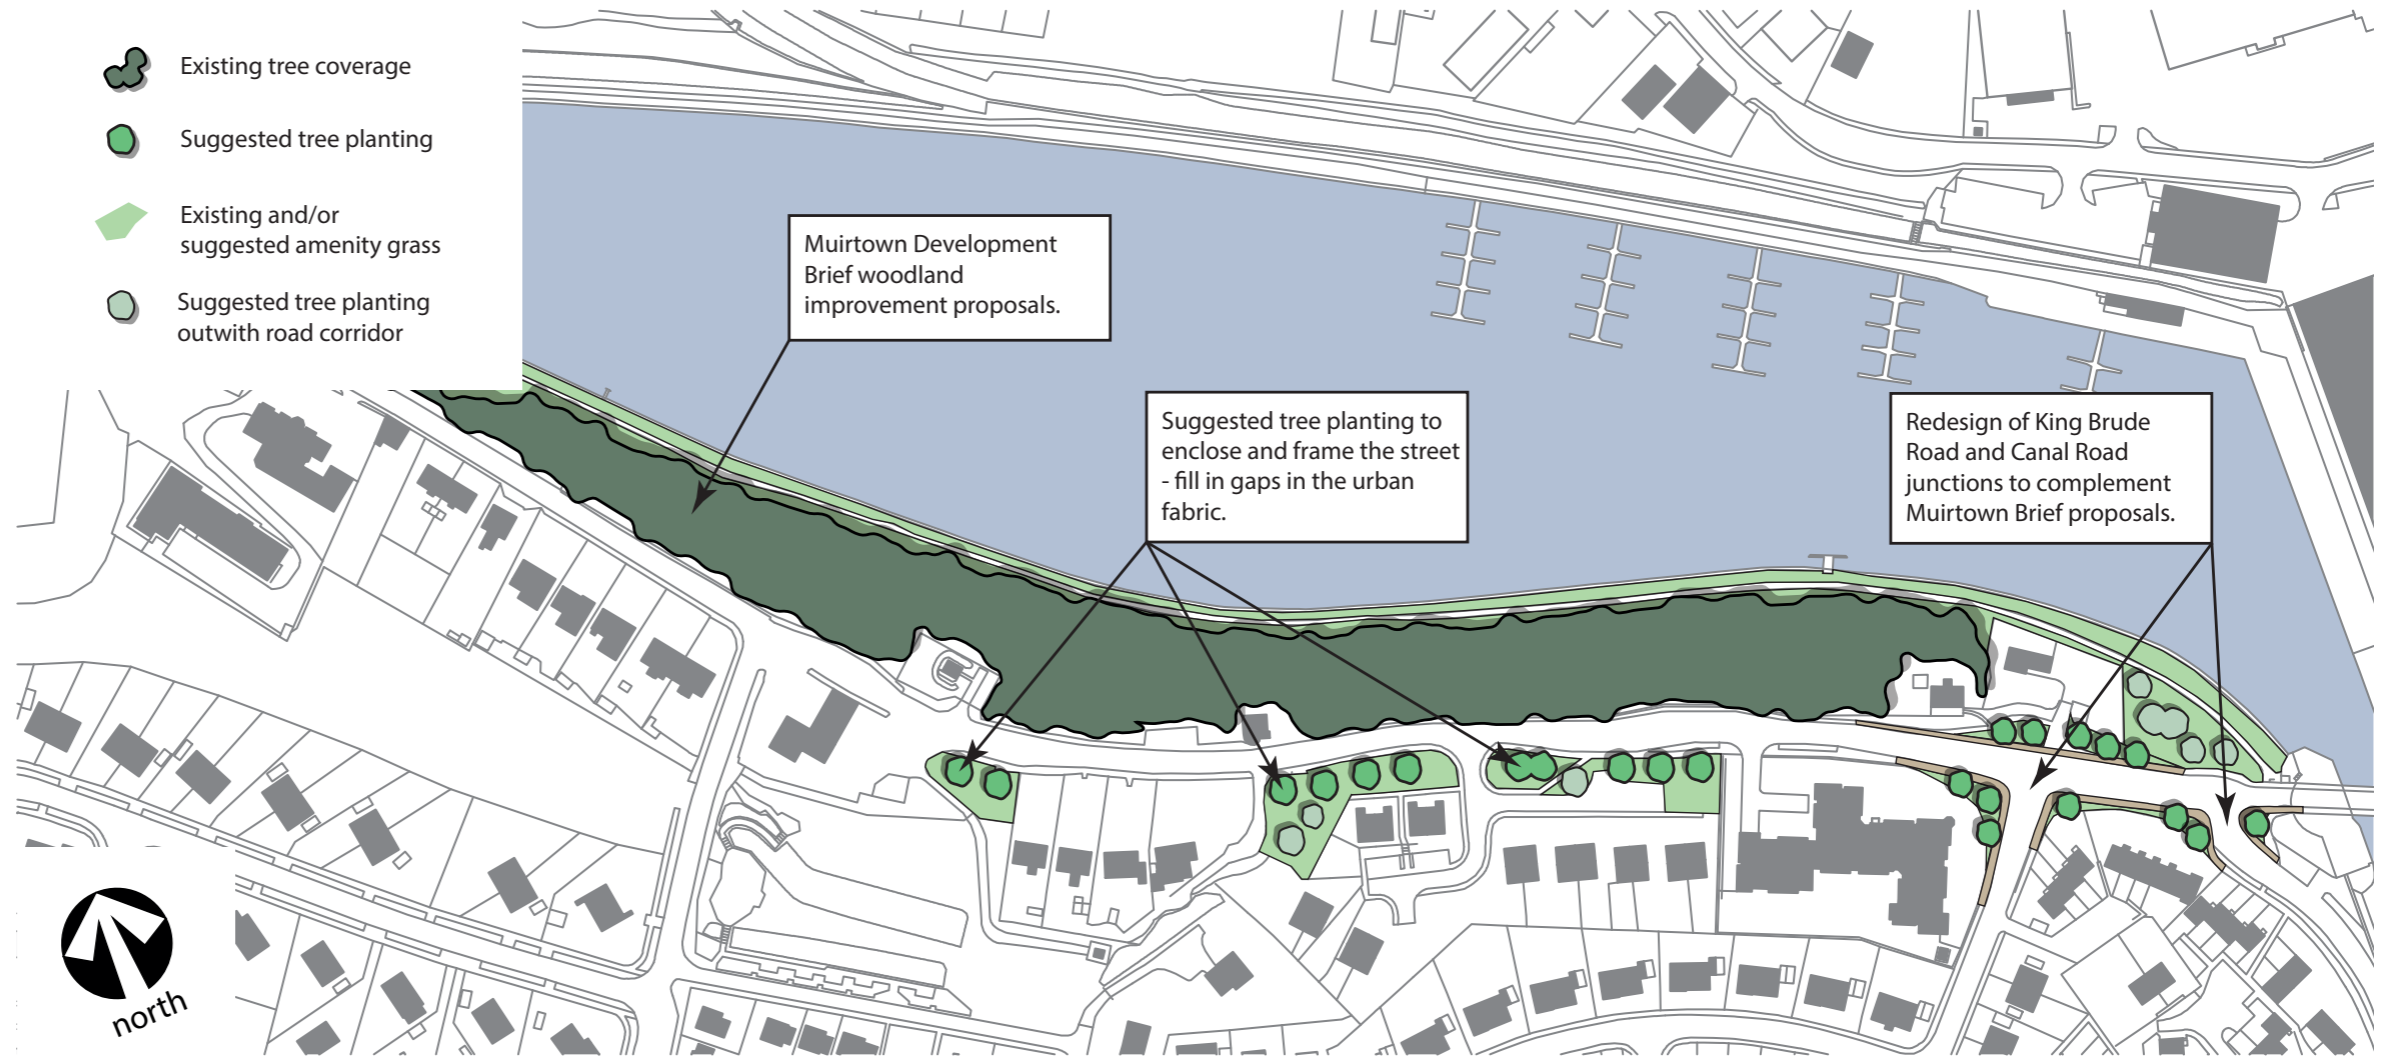 Existing tree coverage
Suggested tree planting
Existing and/or
suggested amenity grass
Suggested tree planting
outwith road corridor
Muirtown Development
Brief woodland
improvement proposals.
Suggested tree planting to
enclose and frame the street
- fill in gaps in the urban
fabric.
Redesign of King Brude
Road and Canal Road
junctions to complement
Muirtown Brief proposals.
north